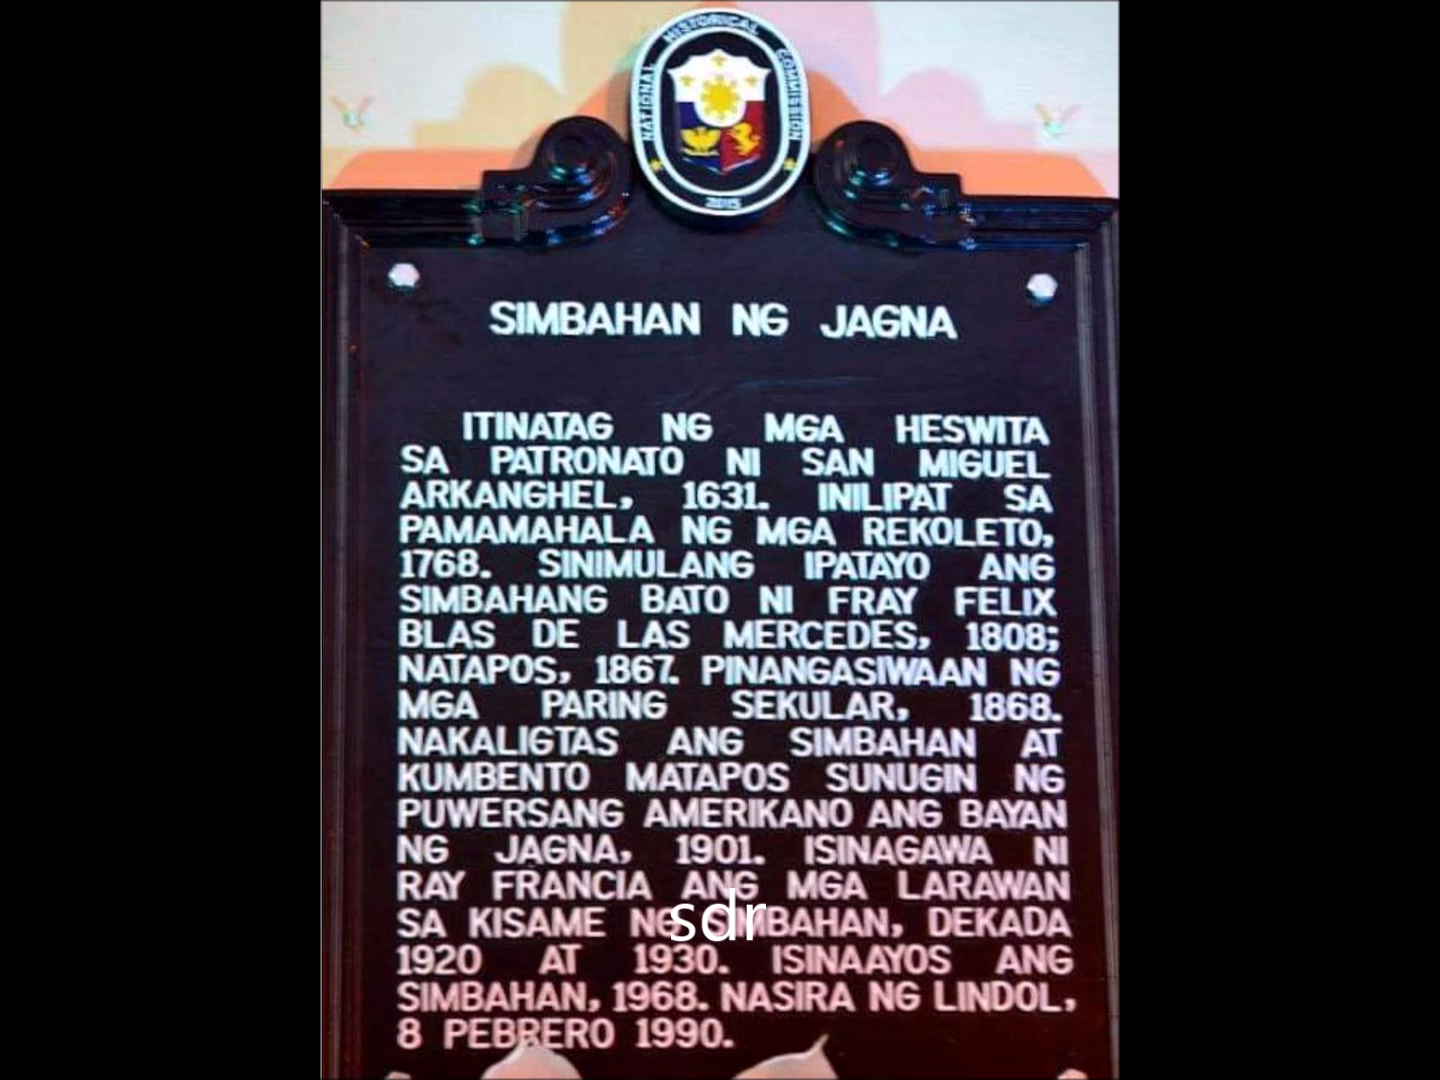 NATIONAL HISTORICAL COMMISSION
2015
SIMBAHAN NG JAGNA
ITINATAG NG MGA HESWITA
SA PATRONATO NI SAN MIGUEL
ARKANGHEL, 1631. INILIPAT SA
PAMAMAHALA NG MGA REKOLETO,
1768. SINIMULANG IPATAYO ANG
SIMBAHANG BATO NI FRAY FELIX
BLAS DE LAS MERCEDES, 1808;
NATAPOS, 1867. PINANGASIWAAN NG
MGA PARING SEKULAR, 1868.
NAKALIGTAS ANG SIMBAHAN AT
KUMBENTO MATAPOS SUNUGIN NG
PUWERSANG AMERIKANO ANG BAYAN
NG JAGNA, 1901. ISINAGAWA NI
RAY FRANCIA ANG MGA LARAWAN
SA KISAME NG SIMBAHAN, DEKADA
sdr
1920 AT 1930. ISINAAYOS ANG
SIMBAHAN, 1968. NASIRA NG LINDOL,
8 PEBRERO 1990.